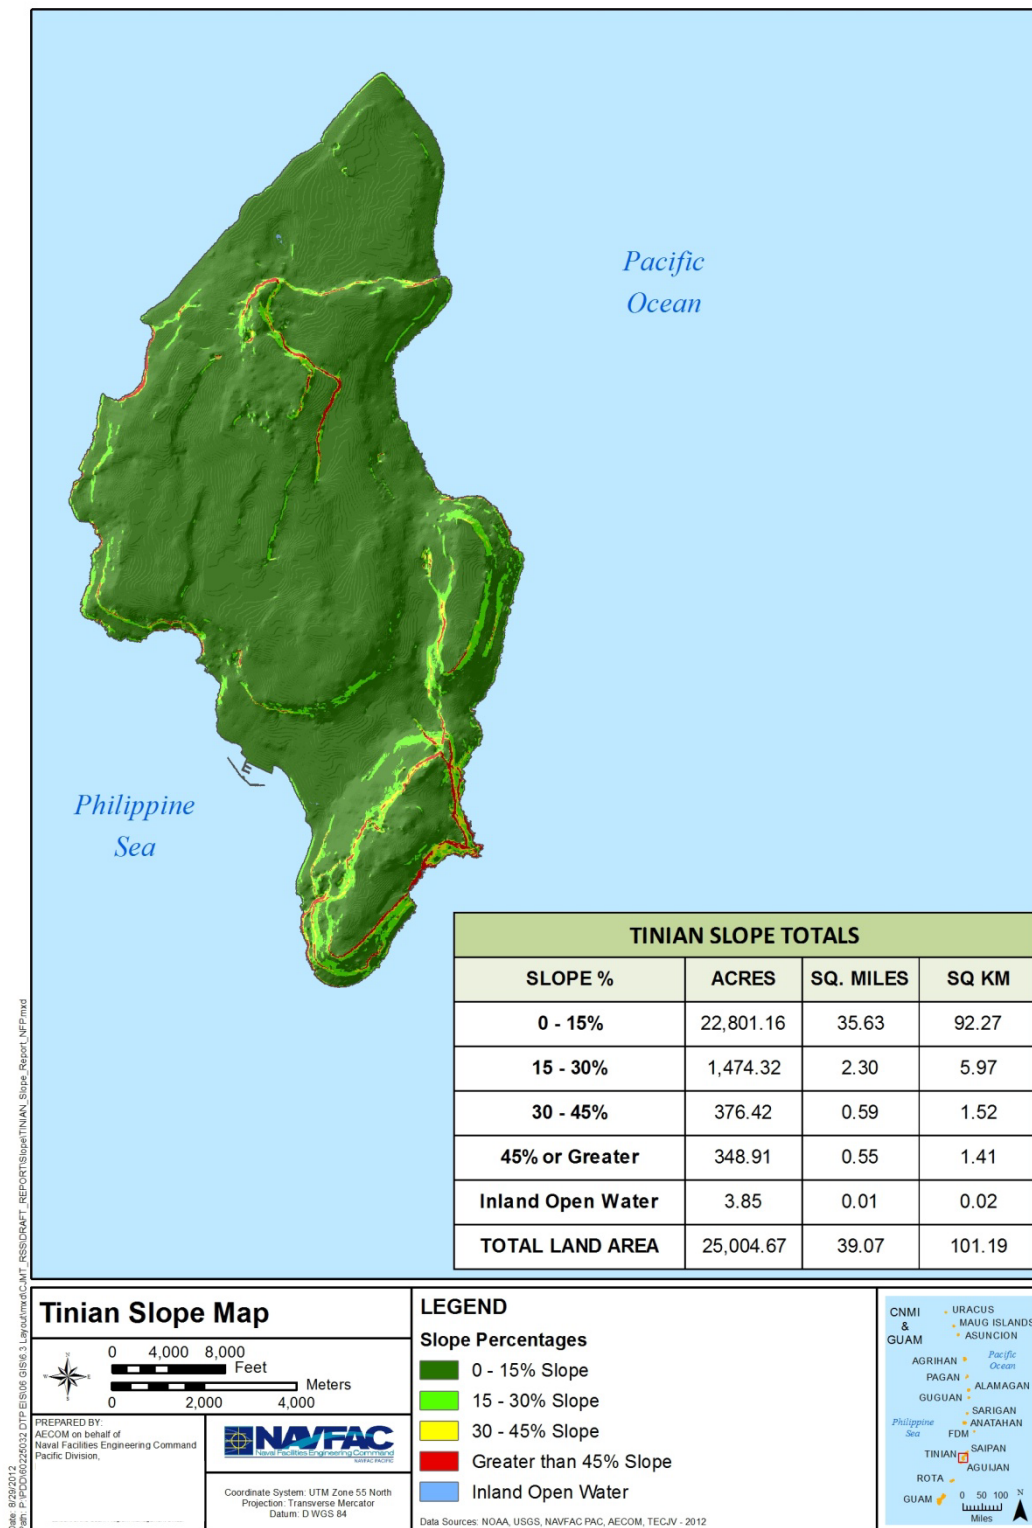 Pacific
Ocean
Philippine
Sea
TINIAN SLOPE TOTALS
SLOPE % ACRES SQ. MILES SQ KM
0 - 15% 22,801.16 35.63 92.27
15 - 30% 1,474.32 2.30 5.97
30 - 45% 376.42 0.59 1.52
45% or Greater 348.91 0.55 1.41
Inland Open Water 3.85 0.01 0.02
TOTAL LAND AREA 25,004.67 39.07 101.19
Date: 8/29/2012
Tinian Slope Map
0 4,000 8,000
Feet
Meters
0 2,000 4,000
N
W E
S
PREPARED BY:
AECOM on behalf of
Naval Facilities Engineering Command
Pacific Division,
NAVFAC
Naval Facilities Engineering Command
NAVFAC PACIFIC
Coordinate System: UTM Zone 55 North
Projection: Transverse Mercator
Datum: D WGS 84
LEGEND
Slope Percentages
0 - 15% Slope
15 - 30% Slope
30 - 45% Slope
Greater than 45% Slope
Inland Open Water
Data Sources: NOAA, USGS, NAVFAC PAC, AECOM, TECJV - 2012
CNMI
&
GUAM
URACUS
MAUG ISLANDS
ASUNCION
Pacific
Ocean
AGRIHAN
PAGAN
ALAMAGAN
GUGUAN
SARIGAN
Philippine
Sea
ANATAHAN
FDM
SAIPAN
TINIAN
AGUIJAN
ROTA
GUAM
0 50 100
Miles
N